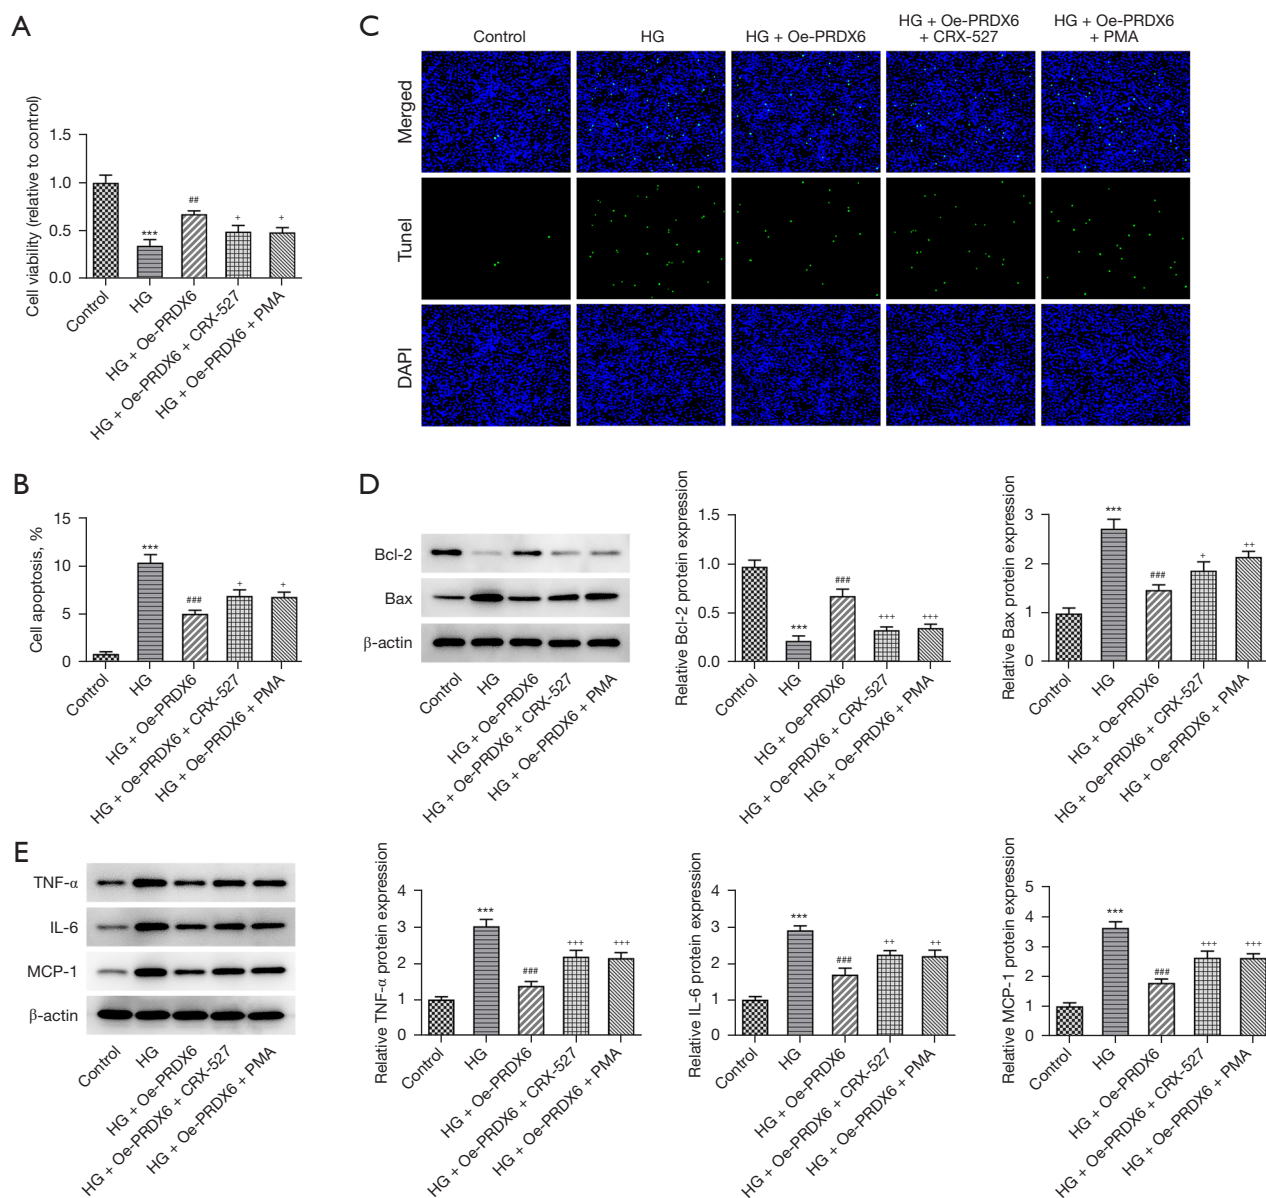 A
Cell viability (relative to control)
1.5
1.0
0.5
0.0
***
##
+
+
Control
HG
HG + Oe-PRDX6
HG + Oe-PRDX6 + CRX-527
HG + Oe-PRDX6 + PMA
C
Control
HG
HG + Oe-PRDX6
HG + Oe-PRDX6
+ CRX-527
HG + Oe-PRDX6
+ PMA
Merged
Tunel
DAPI
B
Cell apoptosis, %
15
10
5
0
***
###
+
+
Control
HG
HG + Oe-PRDX6
HG + Oe-PRDX6 + CRX-527
HG + Oe-PRDX6 + PMA
D
Bcl-2
Bax
β-actin
Control
HG
HG + Oe-PRDX6
HG + Oe-PRDX6 + CRX-527
HG + Oe-PRDX6 + PMA
Relative Bcl-2 protein expression
1.5
1.0
0.5
0.0
***
###
+++
+++
Control
HG
HG + Oe-PRDX6
HG + Oe-PRDX6 + CRX-527
HG + Oe-PRDX6 + PMA
Relative Bax protein expression
3
2
1
0
***
###
+
++
Control
HG
HG + Oe-PRDX6
HG + Oe-PRDX6 + CRX-527
HG + Oe-PRDX6 + PMA
E
TNF-α
IL-6
MCP-1
β-actin
Control
HG
HG + Oe-PRDX6
HG + Oe-PRDX6 + CRX-527
HG + Oe-PRDX6 + PMA
Relative TNF-α protein expression
4
3
2
1
0
***
###
+++
+++
Control
HG
HG + Oe-PRDX6
HG + Oe-PRDX6 + CRX-527
HG + Oe-PRDX6 + PMA
Relative IL-6 protein expression
4
3
2
1
0
***
###
++
++
Control
HG
HG + Oe-PRDX6
HG + Oe-PRDX6 + CRX-527
HG + Oe-PRDX6 + PMA
Relative MCP-1 protein expression
5
4
3
2
1
0
***
###
+++
+++
Control
HG
HG + Oe-PRDX6
HG + Oe-PRDX6 + CRX-527
HG + Oe-PRDX6 + PMA